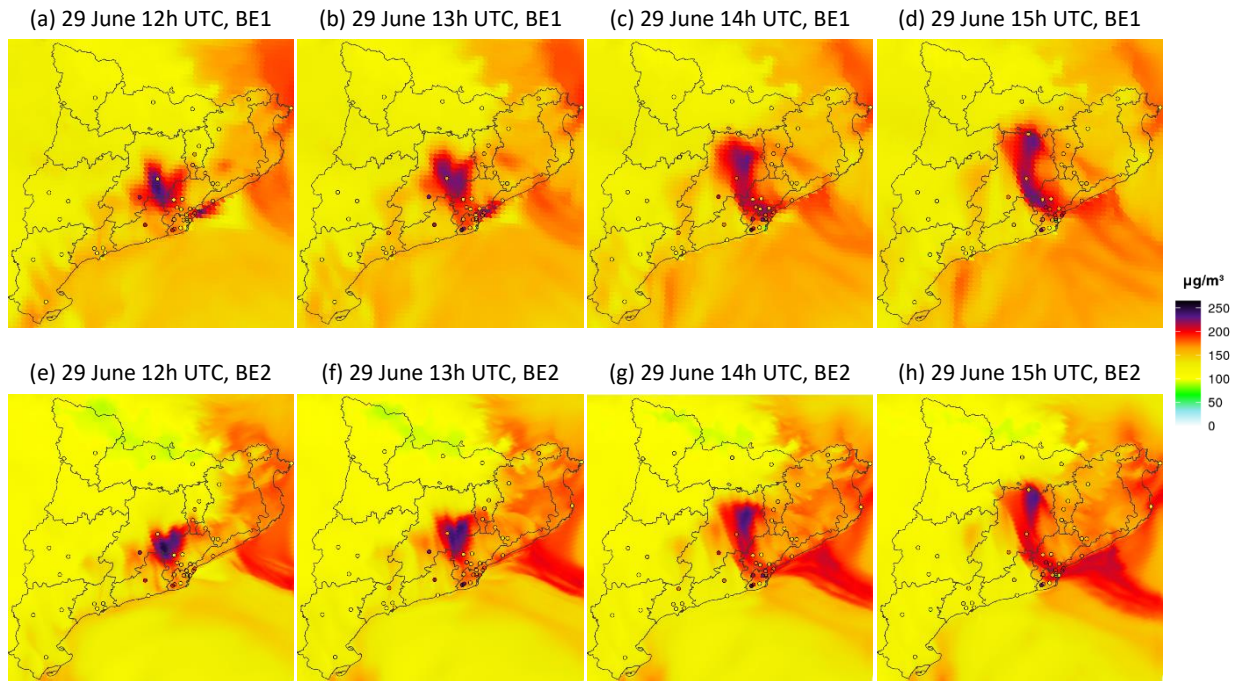 (a) 29 June 12h UTC, BE1
(b) 29 June 13h UTC, BE1
(c) 29 June 14h UTC, BE1
(d) 29 June 15h UTC, BE1
µg/m³
250
200
150
100
50
0
(e) 29 June 12h UTC, BE2
(f) 29 June 13h UTC, BE2
(g) 29 June 14h UTC, BE2
(h) 29 June 15h UTC, BE2